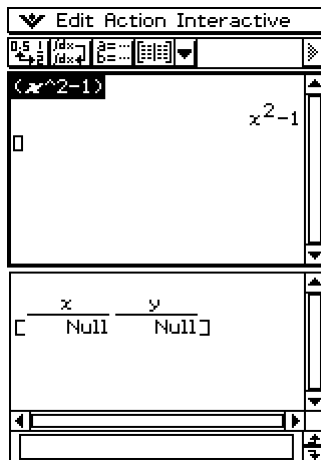 Edit Action Interactive
(x^2-1)
x²-1
x y
[ Null Null]